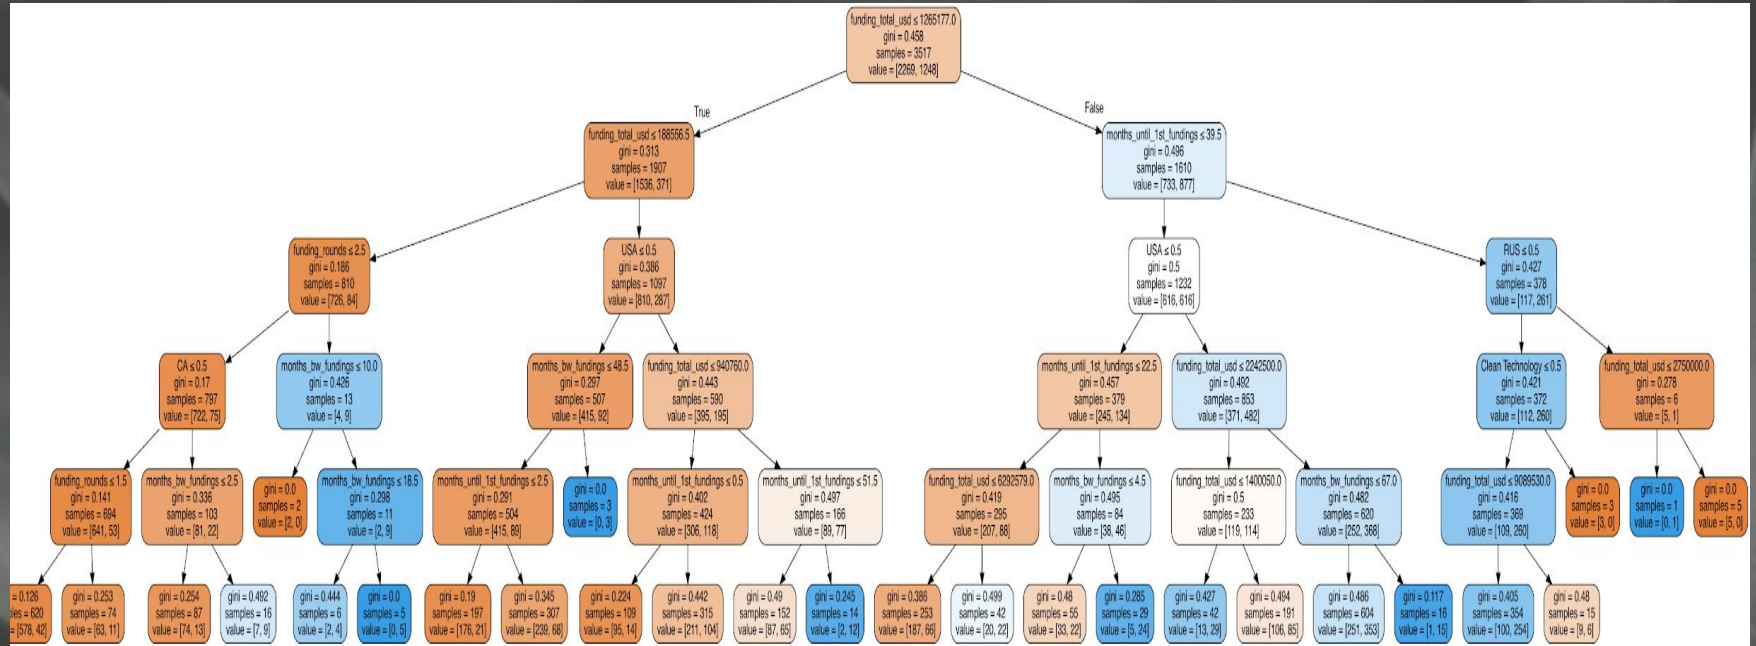 funding_total_usd ≤ 1265177.0
gini = 0.458
samples = 3517
value = [2269, 1248]
True
False
funding_total_usd ≤ 188556.5
gini = 0.313
samples = 1907
value = [1536, 371]
months_until_1st_fundings ≤ 39.5
gini = 0.496
samples = 1610
value = [733, 877]
funding_rounds ≤ 2.5
gini = 0.186
samples = 810
value = [726, 84]
USA ≤ 0.5
gini = 0.386
samples = 1097
value = [810, 287]
USA ≤ 0.5
gini = 0.5
samples = 1232
value = [616, 616]
RUS ≤ 0.5
gini = 0.427
samples = 378
value = [117, 261]
CA ≤ 0.5
gini = 0.17
samples = 797
value = [722, 75]
months_bw_fundings ≤ 10.0
gini = 0.426
samples = 13
value = [4, 9]
months_bw_fundings ≤ 48.5
gini = 0.297
samples = 507
value = [415, 92]
funding_total_usd ≤ 940760.0
gini = 0.443
samples = 590
value = [395, 195]
months_until_1st_fundings ≤ 22.5
gini = 0.457
samples = 379
value = [245, 134]
funding_total_usd ≤ 2242500.0
gini = 0.492
samples = 853
value = [371, 482]
Clean Technology ≤ 0.5
gini = 0.421
samples = 372
value = [112, 260]
funding_total_usd ≤ 2750000.0
gini = 0.278
samples = 6
value = [5, 1]
funding_rounds ≤ 1.5
gini = 0.141
samples = 694
value = [641, 53]
months_bw_fundings ≤ 2.5
gini = 0.336
samples = 103
value = [81, 22]
gini = 0.0
samples = 2
value = [2, 0]
months_bw_fundings ≤ 18.5
gini = 0.298
samples = 11
value = [2, 9]
months_until_1st_fundings ≤ 2.5
gini = 0.291
samples = 504
value = [415, 89]
gini = 0.0
samples = 3
value = [0, 3]
months_until_1st_fundings ≤ 0.5
gini = 0.402
samples = 424
value = [306, 118]
months_until_1st_fundings ≤ 51.5
gini = 0.497
samples = 166
value = [89, 77]
funding_total_usd ≤ 6292579.0
gini = 0.419
samples = 295
value = [207, 88]
months_bw_fundings ≤ 4.5
gini = 0.495
samples = 84
value = [38, 46]
funding_total_usd ≤ 1400050.0
gini = 0.5
samples = 233
value = [119, 114]
months_bw_fundings ≤ 67.0
gini = 0.482
samples = 620
value = [252, 368]
funding_total_usd ≤ 9089530.0
gini = 0.416
samples = 369
value = [109, 260]
gini = 0.0
samples = 3
value = [3, 0]
gini = 0.0
samples = 1
value = [0, 1]
gini = 0.0
samples = 5
value = [5, 0]
= 0.126
les = 620
= [578, 42]
gini = 0.253
samples = 74
value = [63, 11]
gini = 0.254
samples = 87
value = [74, 13]
gini = 0.492
samples = 16
value = [7, 9]
gini = 0.444
samples = 6
value = [2, 4]
gini = 0.0
samples = 5
value = [0, 5]
gini = 0.19
samples = 197
value = [176, 21]
gini = 0.345
samples = 307
value = [239, 68]
gini = 0.224
samples = 109
value = [95, 14]
gini = 0.442
samples = 315
value = [211, 104]
gini = 0.49
samples = 152
value = [87, 65]
gini = 0.245
samples = 14
value = [2, 12]
gini = 0.386
samples = 253
value = [187, 66]
gini = 0.499
samples = 42
value = [20, 22]
gini = 0.48
samples = 55
value = [33, 22]
gini = 0.285
samples = 29
value = [5, 24]
gini = 0.427
samples = 42
value = [13, 29]
gini = 0.494
samples = 191
value = [106, 85]
gini = 0.486
samples = 604
value = [251, 353]
gini = 0.117
samples = 16
value = [1, 15]
gini = 0.405
samples = 354
value = [100, 254]
gini = 0.48
samples = 15
value = [9, 6]